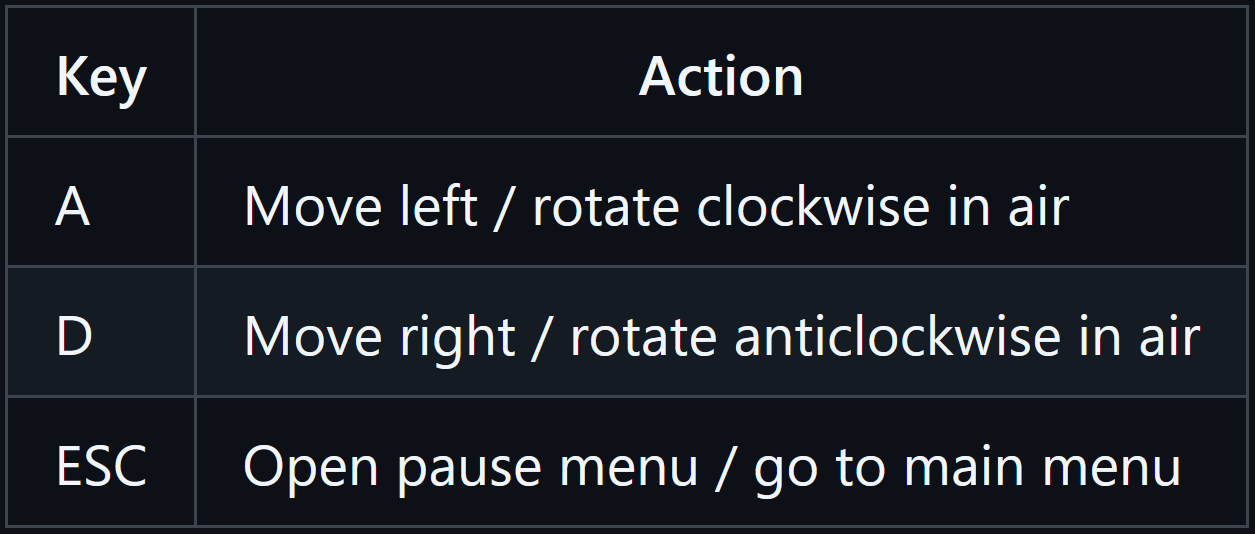 Key Action
A Move left / rotate clockwise in air
D Move right / rotate anticlockwise in air
ESC Open pause menu / go to main menu